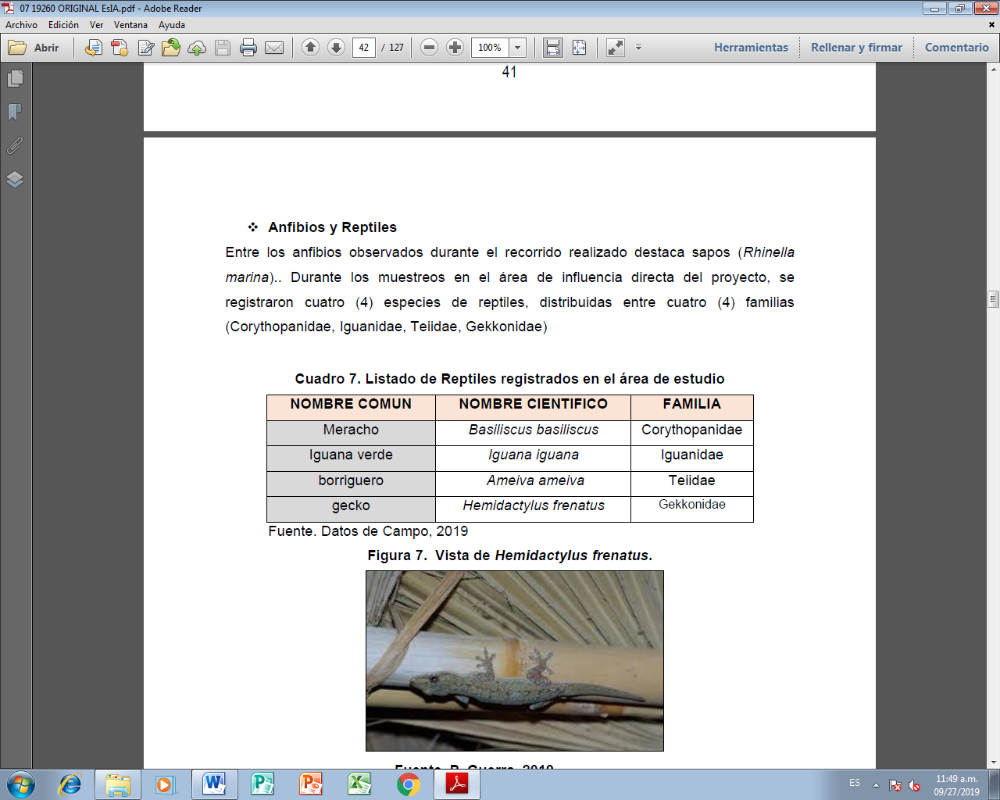 07 19260 ORIGINAL EsIA.pdf - Adobe Reader
Archivo Edición Ver Ventana Ayuda
Abrir 42 / 127 100% Herramientas Rellenar y firmar Comentario
41
Anfibios y Reptiles
Entre los anfibios observados durante el recorrido realizado destaca sapos (Rhinella
marina).. Durante los muestreos en el área de influencia directa del proyecto, se
registraron cuatro (4) especies de reptiles, distribuidas entre cuatro (4) familias
(Corythopanidae, Iguanidae, Teiidae, Gekkonidae)
Cuadro 7. Listado de Reptiles registrados en el área de estudio
NOMBRE COMUN NOMBRE CIENTIFICO FAMILIA
Meracho Basiliscus basiliscus Corythopanidae
Iguana verde Iguana iguana Iguanidae
borriguero Ameiva ameiva Teiidae
gecko Hemidactylus frenatus Gekkonidae
Fuente. Datos de Campo, 2019
Figura 7. Vista de Hemidactylus frenatus.
Fuente. B. Guerra, 2019
ES 11:49 a.m.
09/27/2019